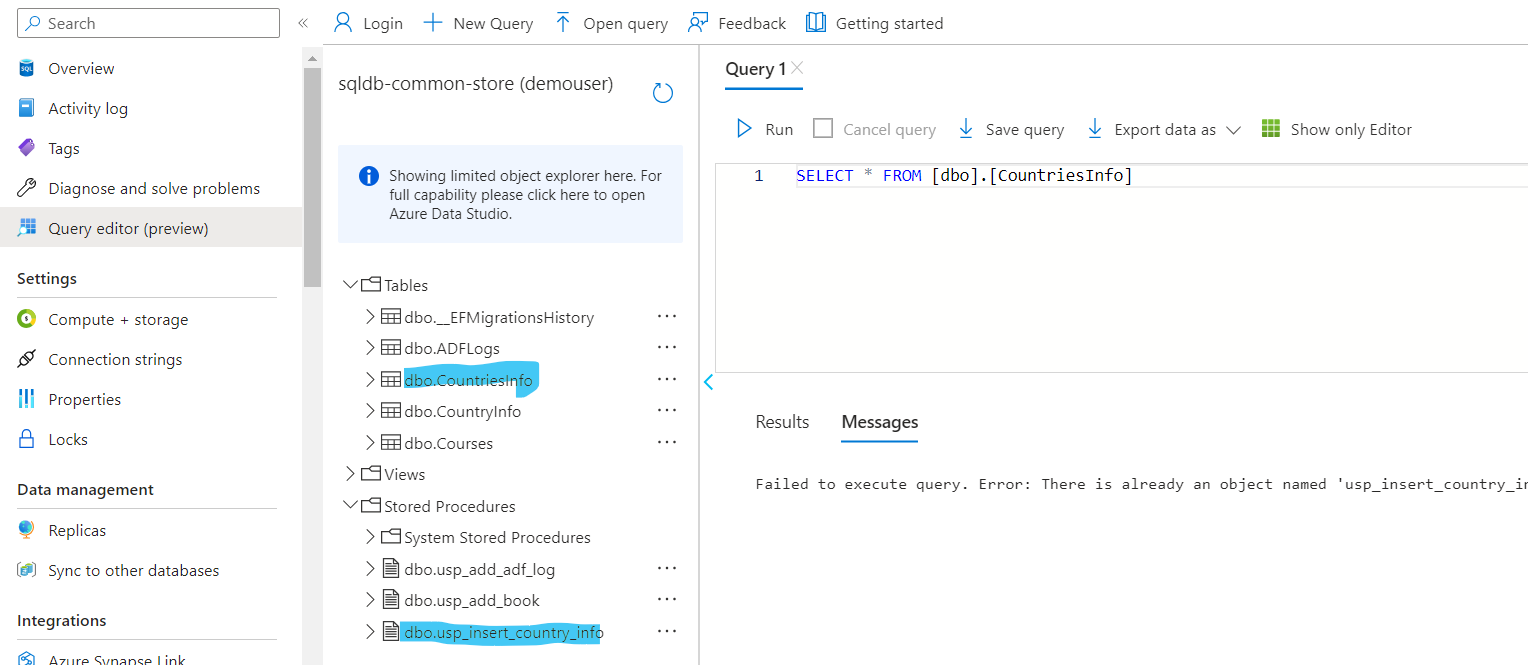 Search
«
Login
New Query
Open query
Feedback
Getting started
Overview
Activity log
Tags
Diagnose and solve problems
Query editor (preview)
Settings
Compute + storage
Connection strings
Properties
Locks
Data management
Replicas
Sync to other databases
Integrations
Azure Synapse Link
sqldb-common-store (demouser)
Showing limited object explorer here. For
full capability please click here to open
Azure Data Studio.
Tables
dbo.__EFMigrationsHistory
dbo.ADFLogs
dbo.CountriesInfo
dbo.CountryInfo
dbo.Courses
Views
Stored Procedures
System Stored Procedures
dbo.usp_add_adf_log
dbo.usp_add_book
dbo.usp_insert_country_info
Query 1
Run
Cancel query
Save query
Export data as
Show only Editor
1 SELECT * FROM [dbo].[CountriesInfo]
Results
Messages
Failed to execute query. Error: There is already an object named 'usp_insert_country_in